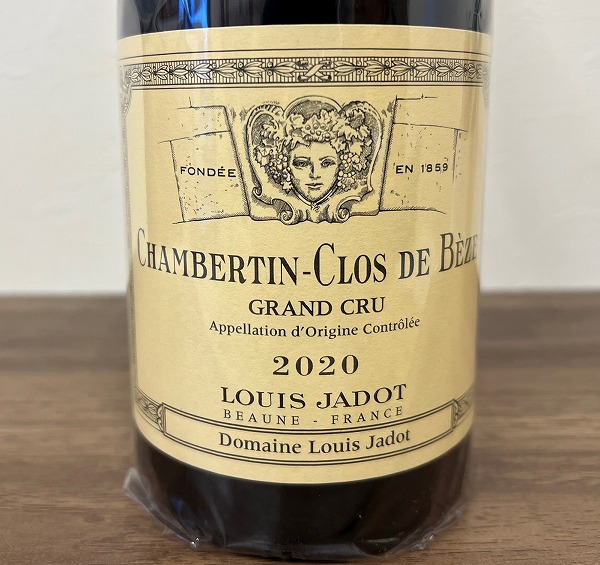 FONDÉE EN 1859
CHAMBERTIN-CLOS DE BÈZE
GRAND CRU
Appellation d'Origine Contrôlée
2020
LOUIS JADOT
BEAUNE - FRANCE
Domaine Louis Jadot